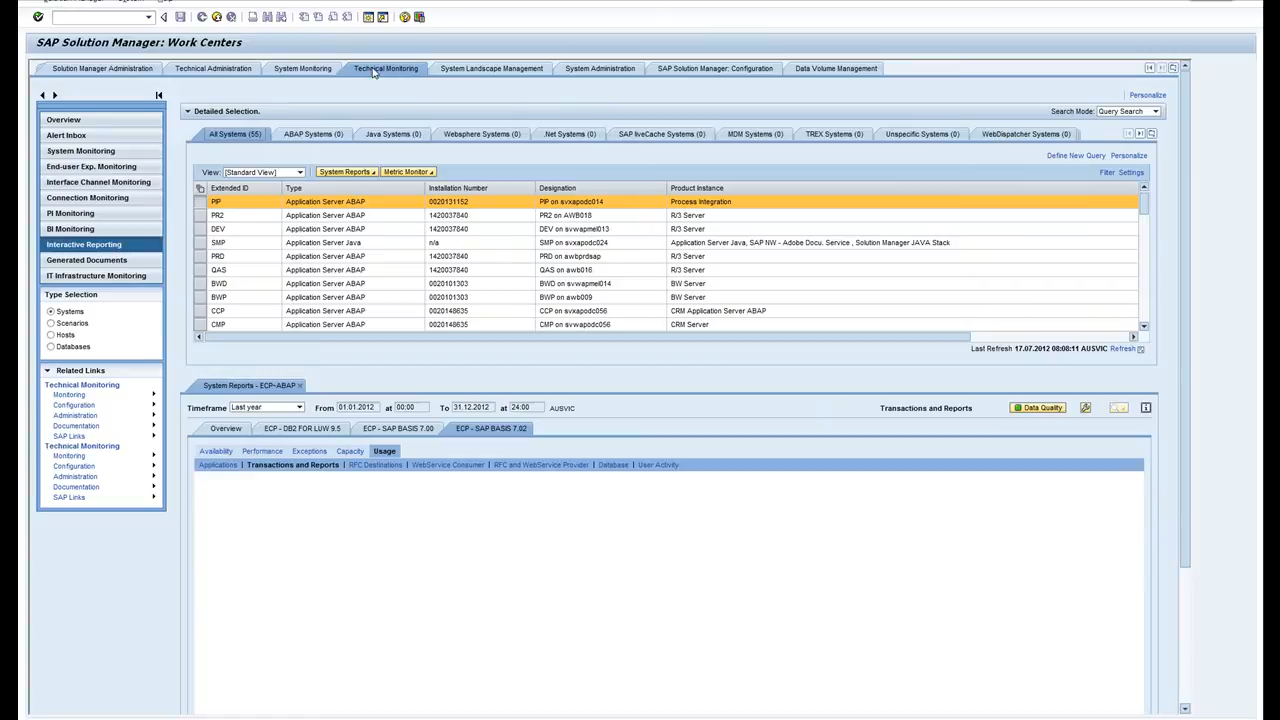 SAP Solution Manager: Work Centers
Solution Manager Administration Technical Administration System Monitoring Technical Monitoring System Landscape Management System Administration SAP Solution Manager: Configuration Data Volume Management
Personalize
Detailed Selection.
Search Mode: Query Search
Overview
Alert Inbox
System Monitoring
End-user Exp. Monitoring
Interface Channel Monitoring
Connection Monitoring
PI Monitoring
BI Monitoring
Interactive Reporting
Generated Documents
IT Infrastructure Monitoring
Type Selection
Systems
Scenarios
Hosts
Databases
Related Links
Technical Monitoring
Monitoring
Configuration
Administration
Documentation
SAP Links
Technical Monitoring
Monitoring
Configuration
Administration
Documentation
SAP Links
All Systems (55) ABAP Systems (0) Java Systems (0) Websphere Systems (0) .Net Systems (0) SAP liveCache Systems (0) MDM Systems (0) TREX Systems (0) Unspecific Systems (0) WebDispatcher Systems (0)
Define New Query Personalize
View: [Standard View] System Reports Metric Monitor Filter Settings
Extended ID Type Installation Number Designation Product Instance
PIP Application Server ABAP 0020131152 PIP on svxapodc014 Process Integration
PR2 Application Server ABAP 1420037840 PR2 on AWB018 R/3 Server
DEV Application Server ABAP 1420037840 DEV on svwapmel013 R/3 Server
SMP Application Server Java n/a SMP on svxapodc024 Application Server Java, SAP NW - Adobe Docu. Service , Solution Manager JAVA Stack
PRD Application Server ABAP 1420037840 PRD on awbprdsap R/3 Server
QAS Application Server ABAP 1420037840 QAS on awb016 R/3 Server
BWD Application Server ABAP 0020101303 BWD on svwapmel014 BW Server
BWP Application Server ABAP 0020101303 BWP on awb009 BW Server
CCP Application Server ABAP 0020148635 CCP on svxapodc056 CRM Application Server ABAP
CMP Application Server ABAP 0020148635 CMP on svwapodc056 CRM Server
Last Refresh 17.07.2012 08:08:11 AUSVIC Refresh
System Reports - ECP~ABAP
Timeframe Last year From 01.01.2012 at 00:00 To 31.12.2012 at 24:00 AUSVIC Transactions and Reports Data Quality
Overview ECP - DB2 FOR LUW 9.5 ECP - SAP BASIS 7.00 ECP - SAP BASIS 7.02
Availability Performance Exceptions Capacity Usage
Applications | Transactions and Reports | RFC Destinations | WebService Consumer | RFC and WebService Provider | Database | User Activity